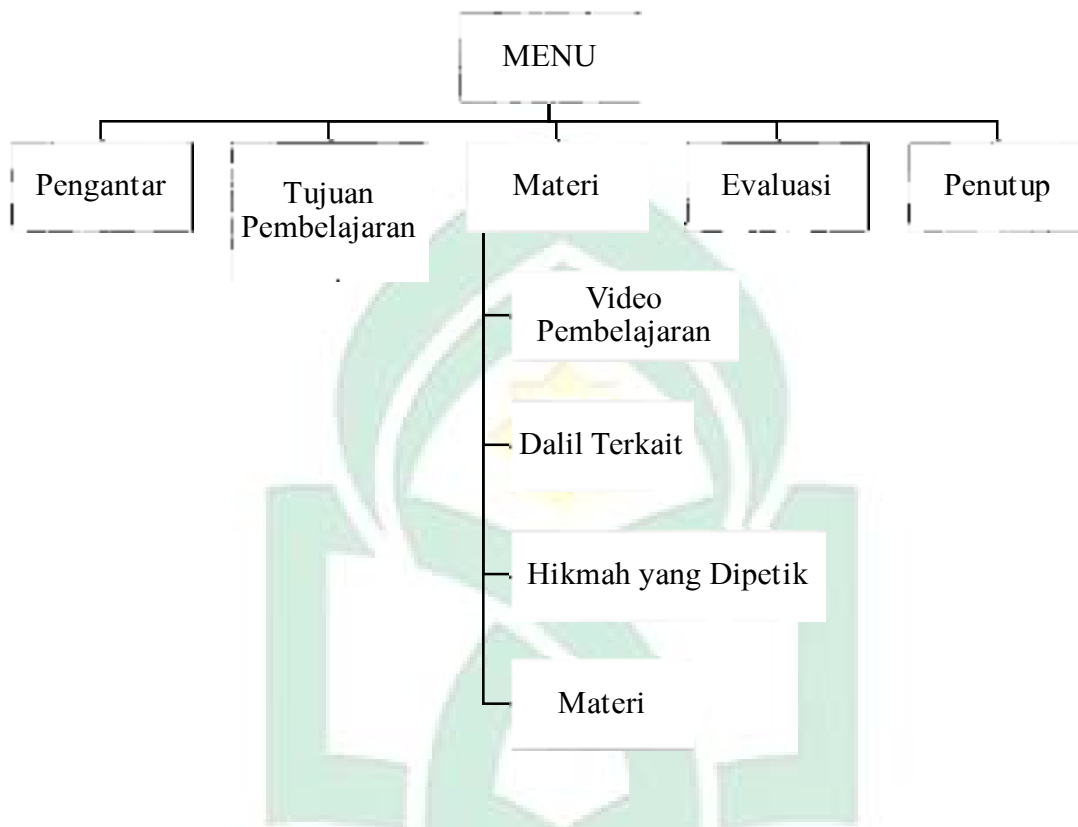 MENU
Pengantar
Tujuan
Pembelajaran
Materi
Evaluasi
Penutup
Video
Pembelajaran
Dalil Terkait
Hikmah yang Dipetik
Materi